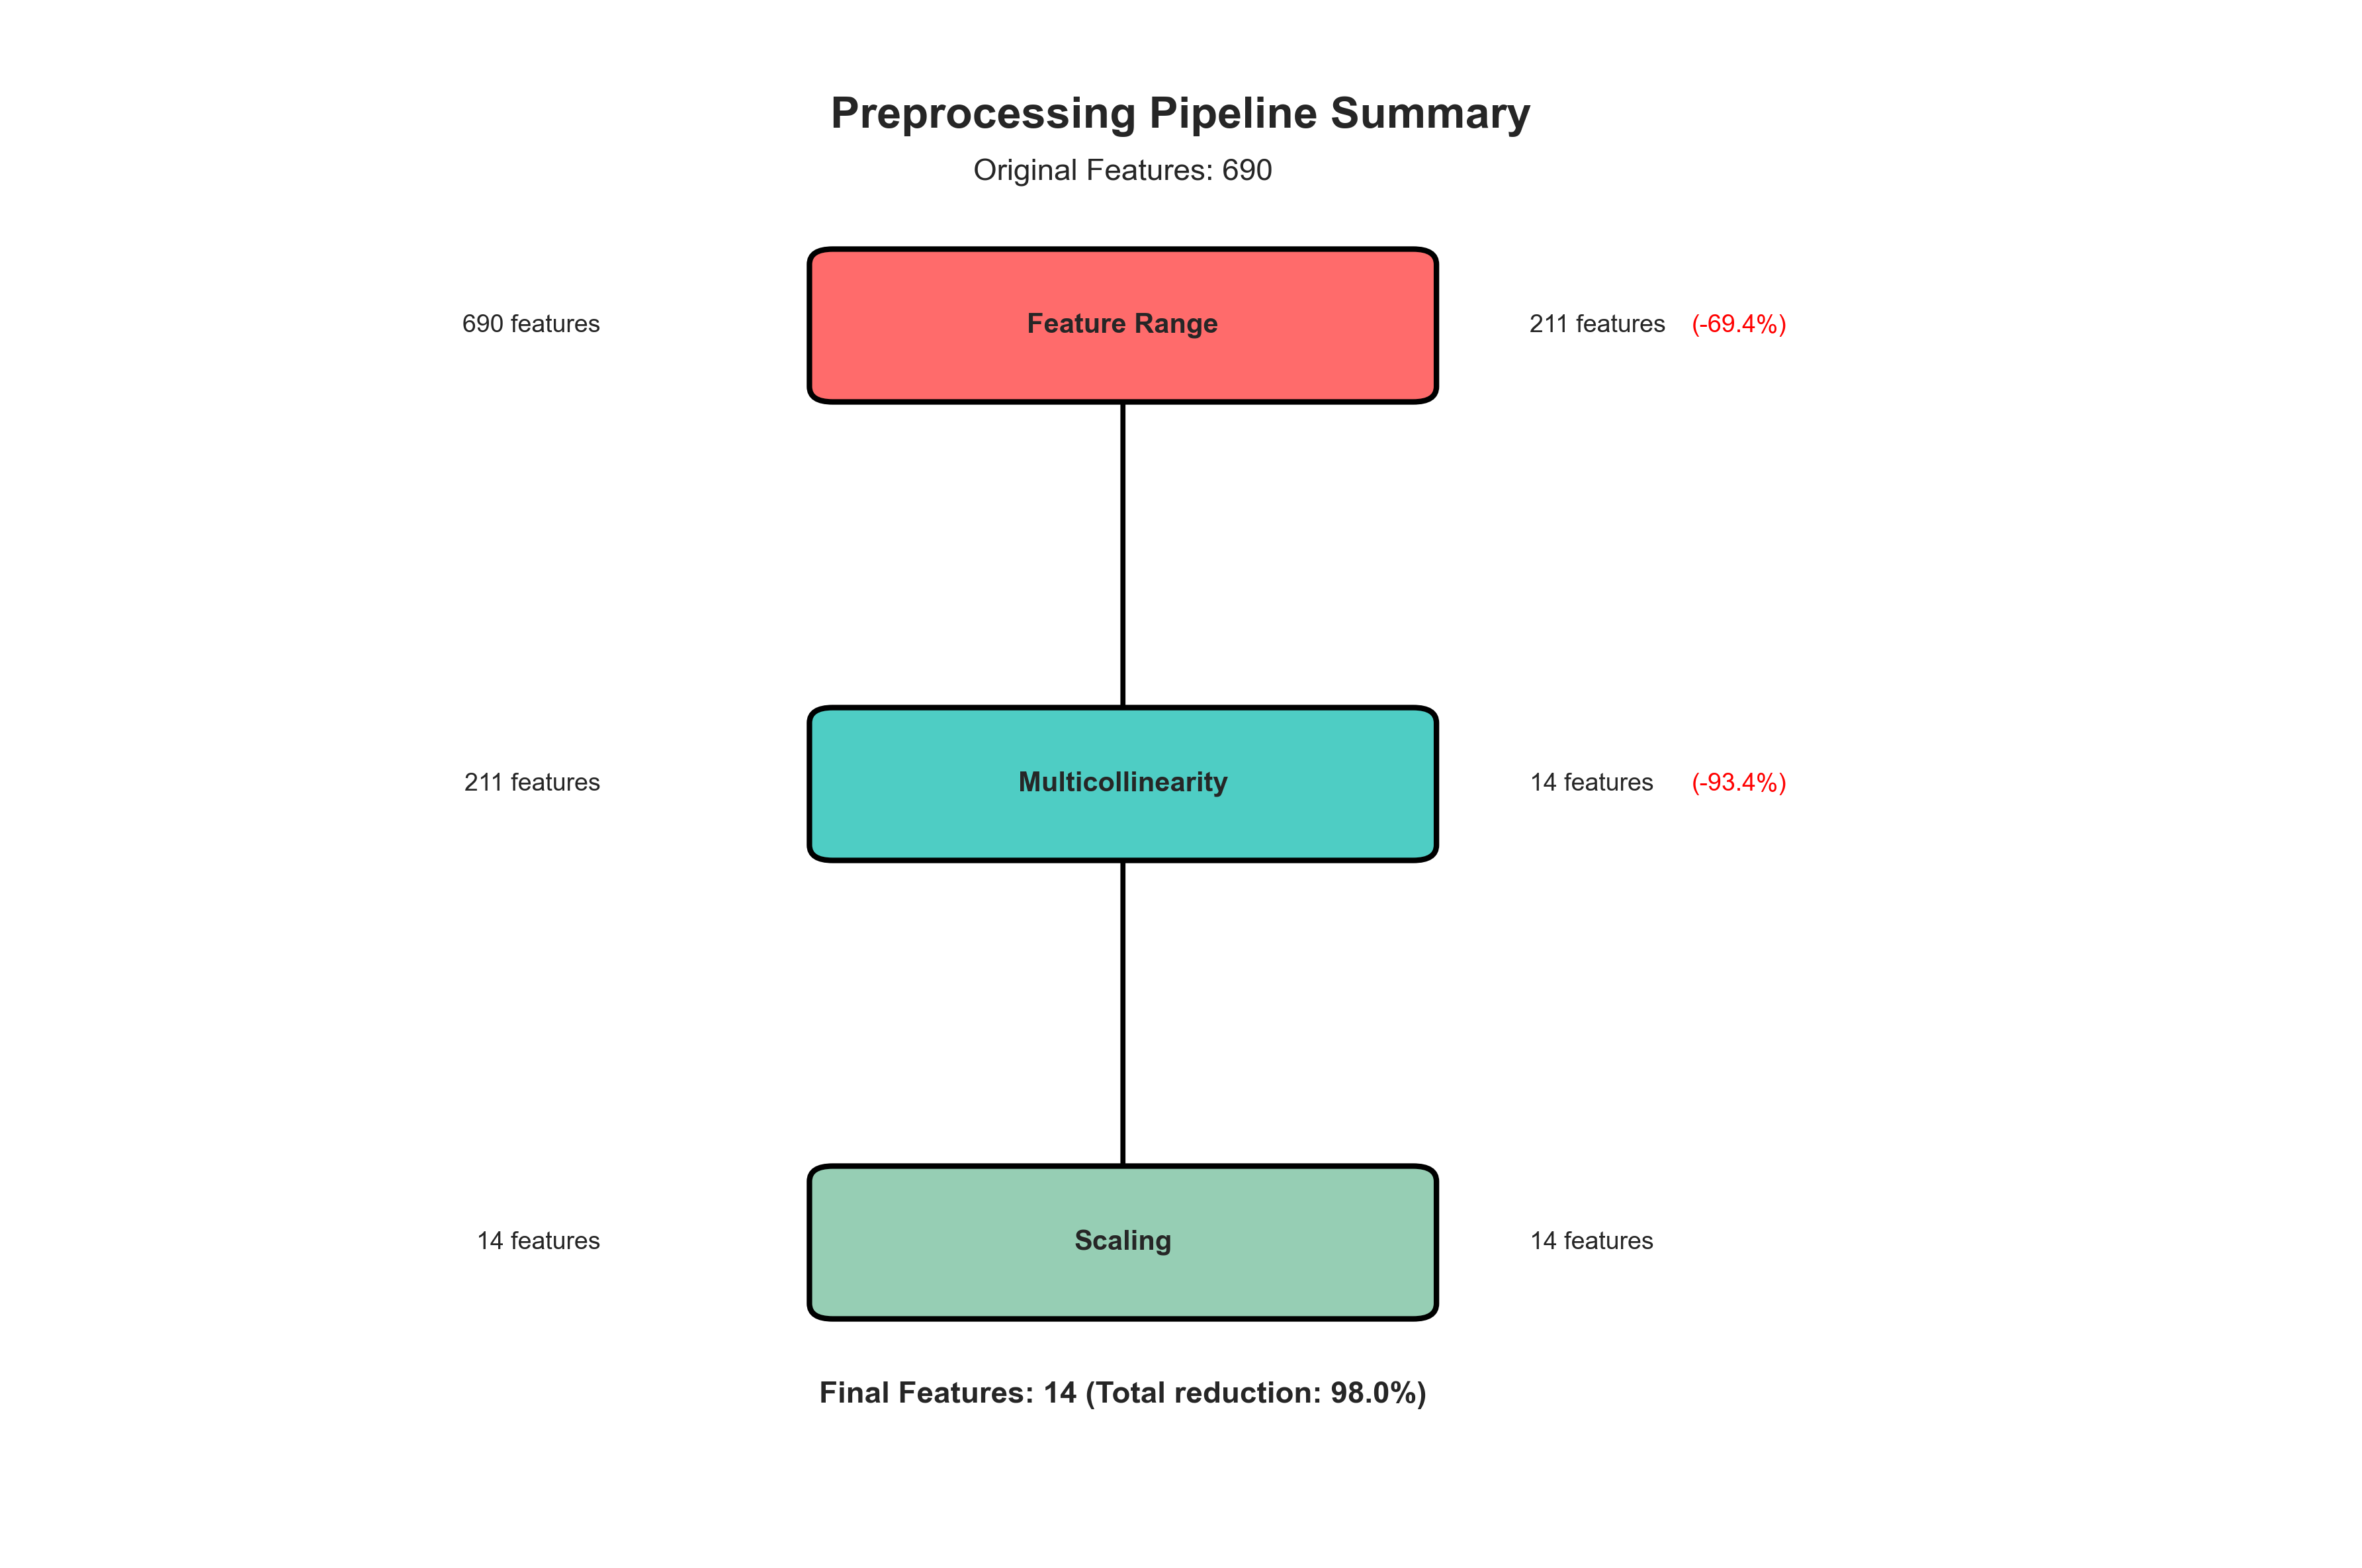 Preprocessing Pipeline Summary
Original Features: 690
690 features Feature Range 211 features (-69.4%)
211 features Multicollinearity 14 features (-93.4%)
14 features Scaling 14 features
Final Features: 14 (Total reduction: 98.0%)